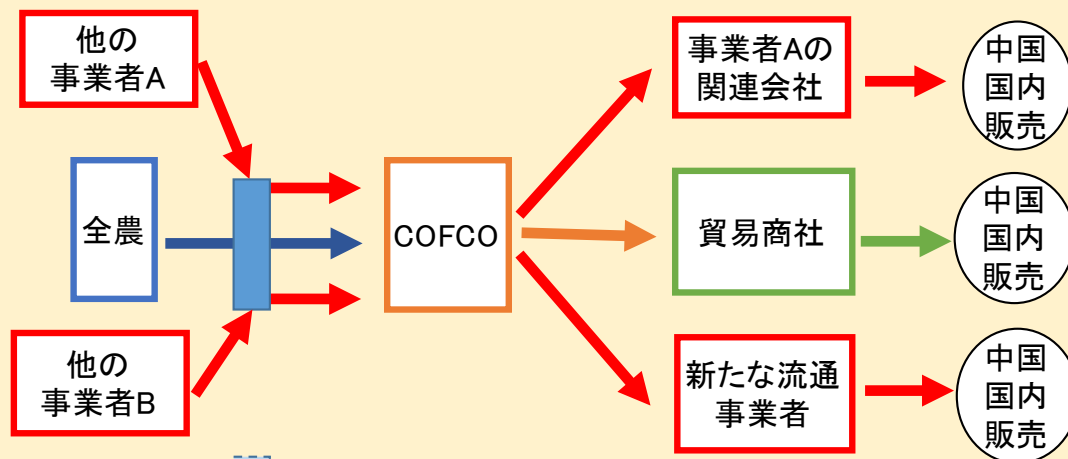 他の
事業者A
事業者Aの
関連会社
中国
国内
販売
全農
COFCO
貿易商社
中国
国内
販売
他の
事業者B
新たな流通
事業者
中国
国内
販売